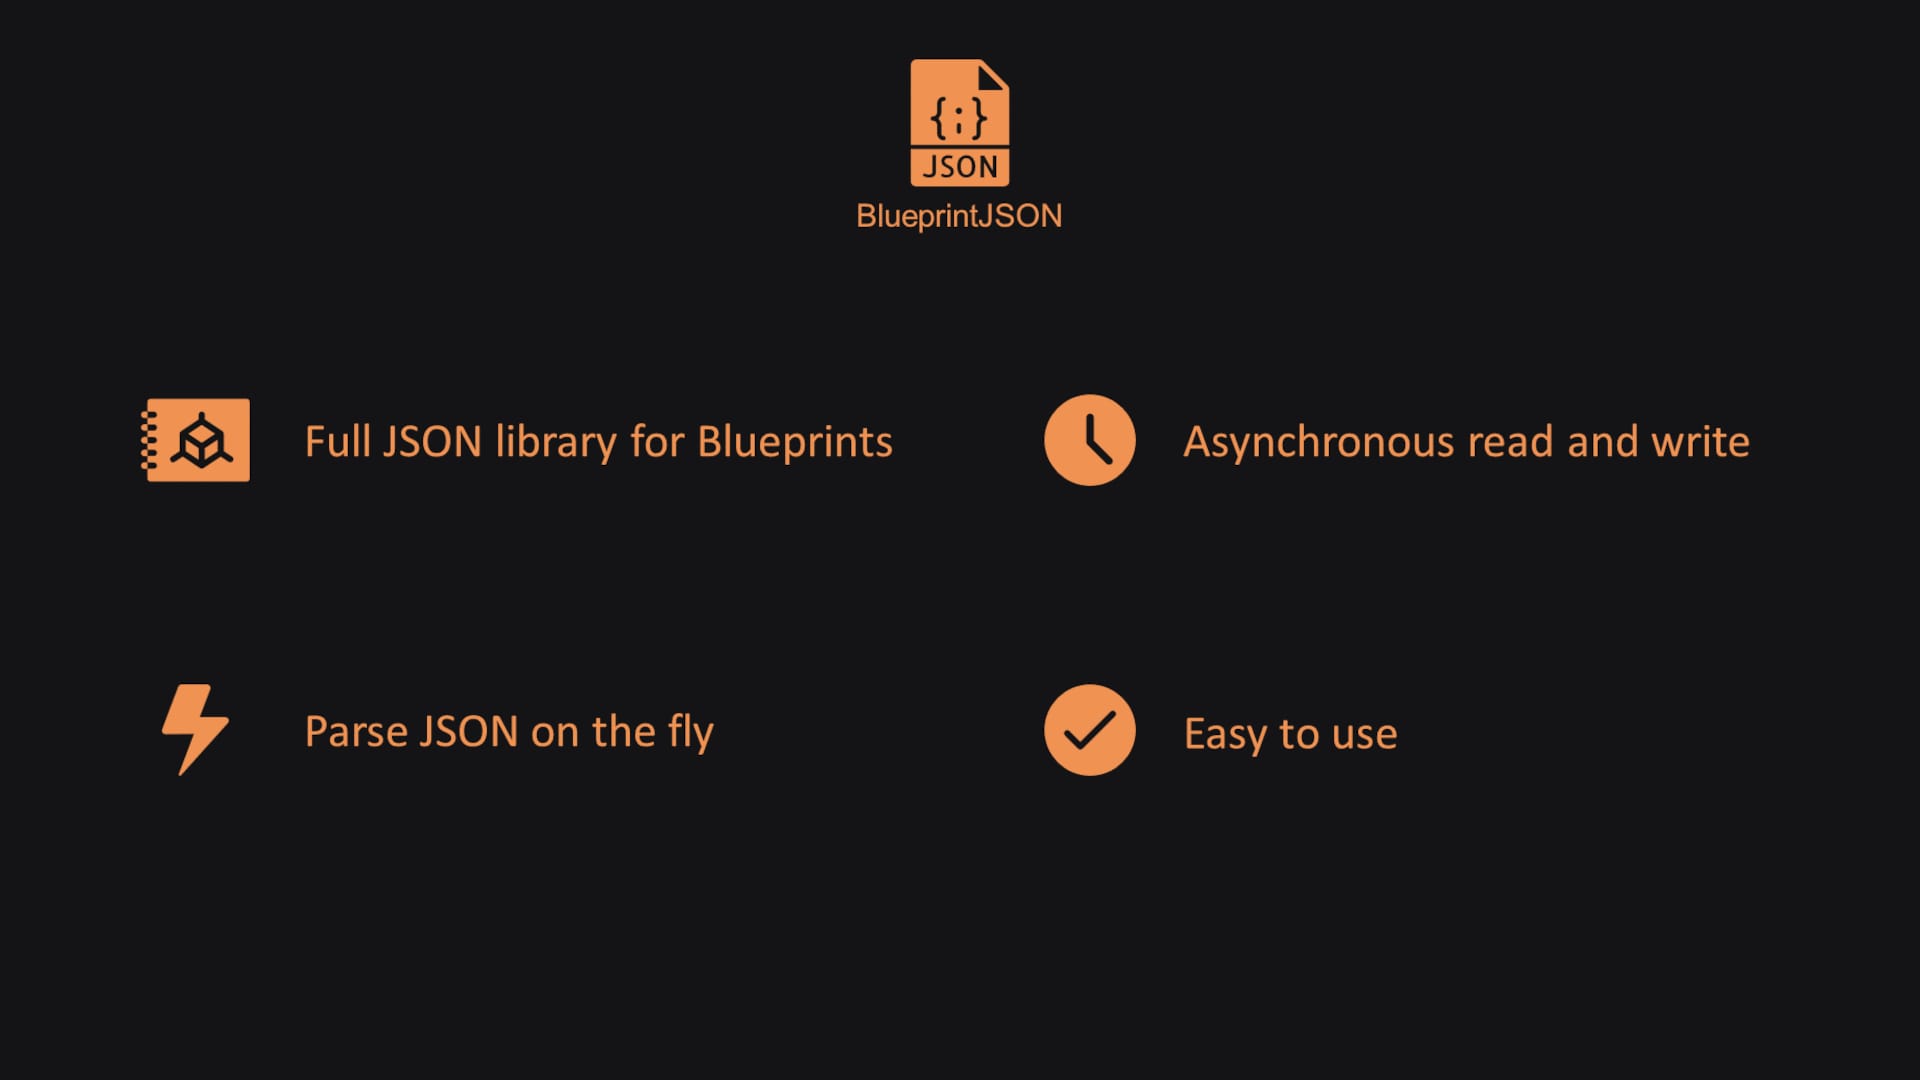 {;}
JSON
BlueprintJSON
Full JSON library for Blueprints
Asynchronous read and write
Parse JSON on the fly
Easy to use